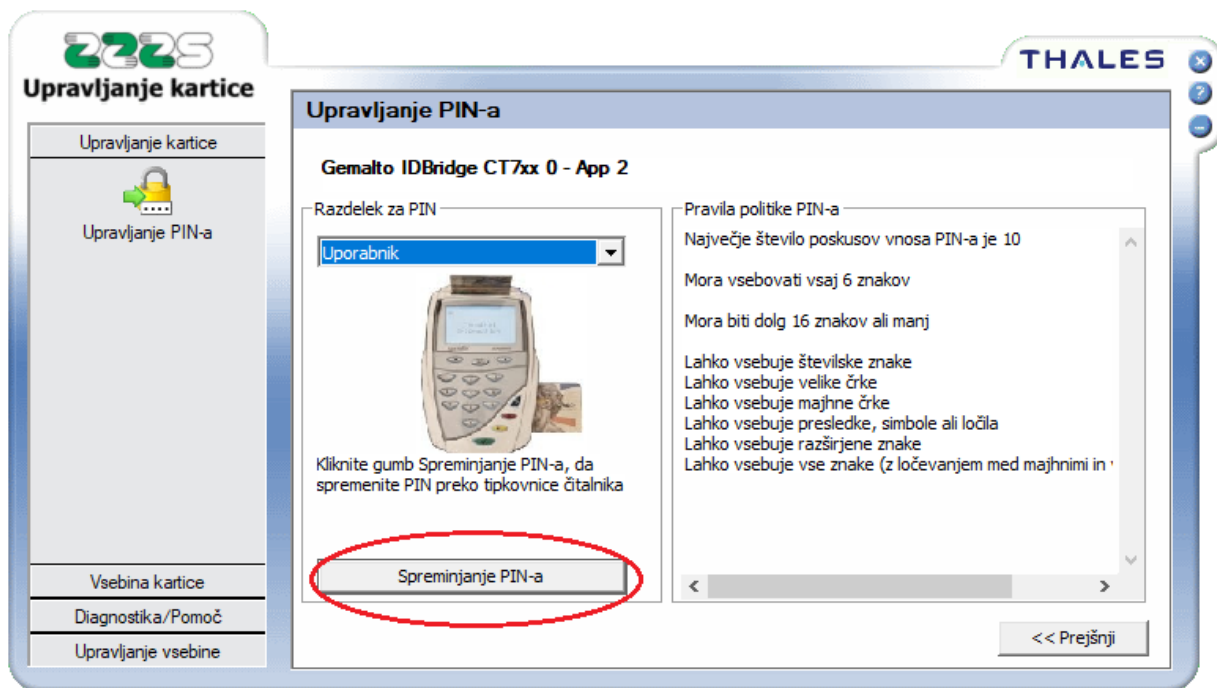 ZZZS
Upravljanje kartice
THALES
Upravljanje kartice
Upravljanje PIN-a
Vsebina kartice
Diagnostika/Pomoč
Upravljanje vsebine
Upravljanje PIN-a
Gemalto IDBridge CT7xx 0 - App 2
Razdelek za PIN
Uporabnik
Kliknite gumb Spreminjanje PIN-a, da
spremenite PIN preko tipkovnice čitalnika
Spreminjanje PIN-a
Pravila politike PIN-a
Največje število poskusov vnosa PIN-a je 10
Mora vsebovati vsaj 6 znakov
Mora biti dolg 16 znakov ali manj
Lahko vsebuje številske znake
Lahko vsebuje velike črke
Lahko vsebuje majhne črke
Lahko vsebuje presledke, simbole ali ločila
Lahko vsebuje razširjene znake
Lahko vsebuje vse znake (z ločevanjem med majhnimi in
<< Prejšnji